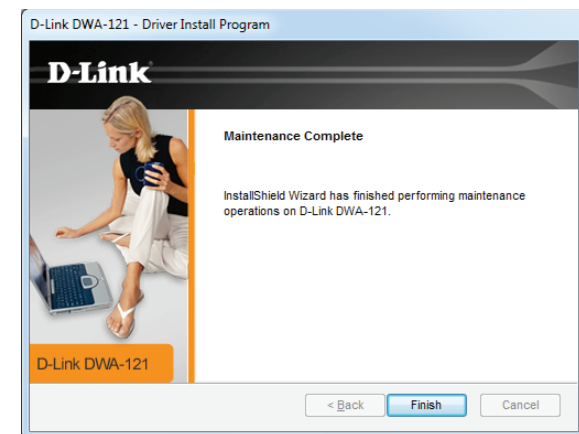 D-Link DWA-121 - Driver Install Program
D-Link
Maintenance Complete
InstallShield Wizard has finished performing maintenance
operations on D-Link DWA-121.
D-Link DWA-121
< Back
Finish
Cancel